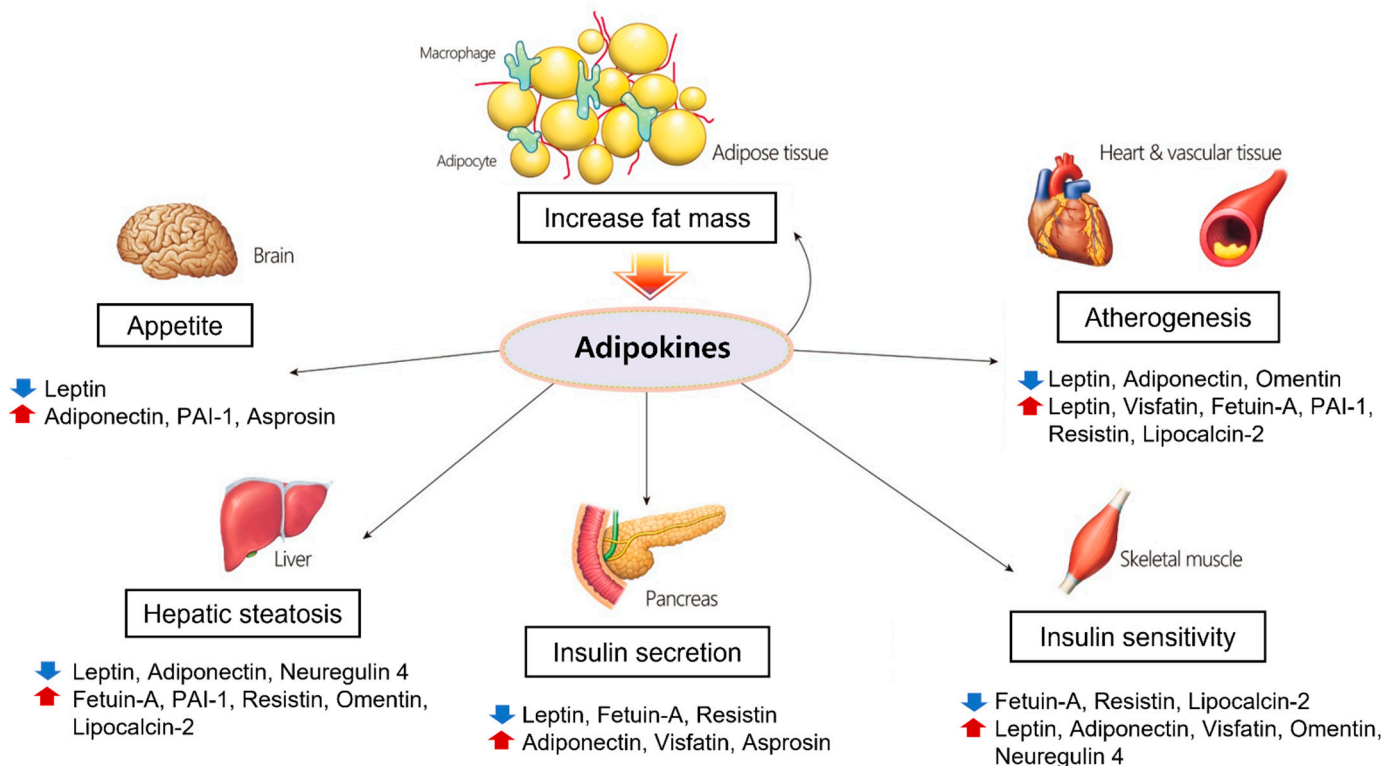 Macrophage
Adipocyte
Adipose tissue
Increase fat mass
Heart & vascular tissue
Brain
Appetite
Leptin
Adiponectin, PAI-1, Asprosin
Adipokines
Atherogenesis
Leptin, Adiponectin, Omentin
Leptin, Visfatin, Fetuin-A, PAI-1,
Resistin, Lipocalcin-2
Liver
Hepatic steatosis
Leptin, Adiponectin, Neuregulin 4
Fetuin-A, PAI-1, Resistin, Omentin,
Lipocalcin-2
Pancreas
Insulin secretion
Leptin, Fetuin-A, Resistin
Adiponectin, Visfatin, Asprosin
Skeletal muscle
Insulin sensitivity
Fetuin-A, Resistin, Lipocalcin-2
Leptin, Adiponectin, Visfatin, Omentin,
Neuregulin 4